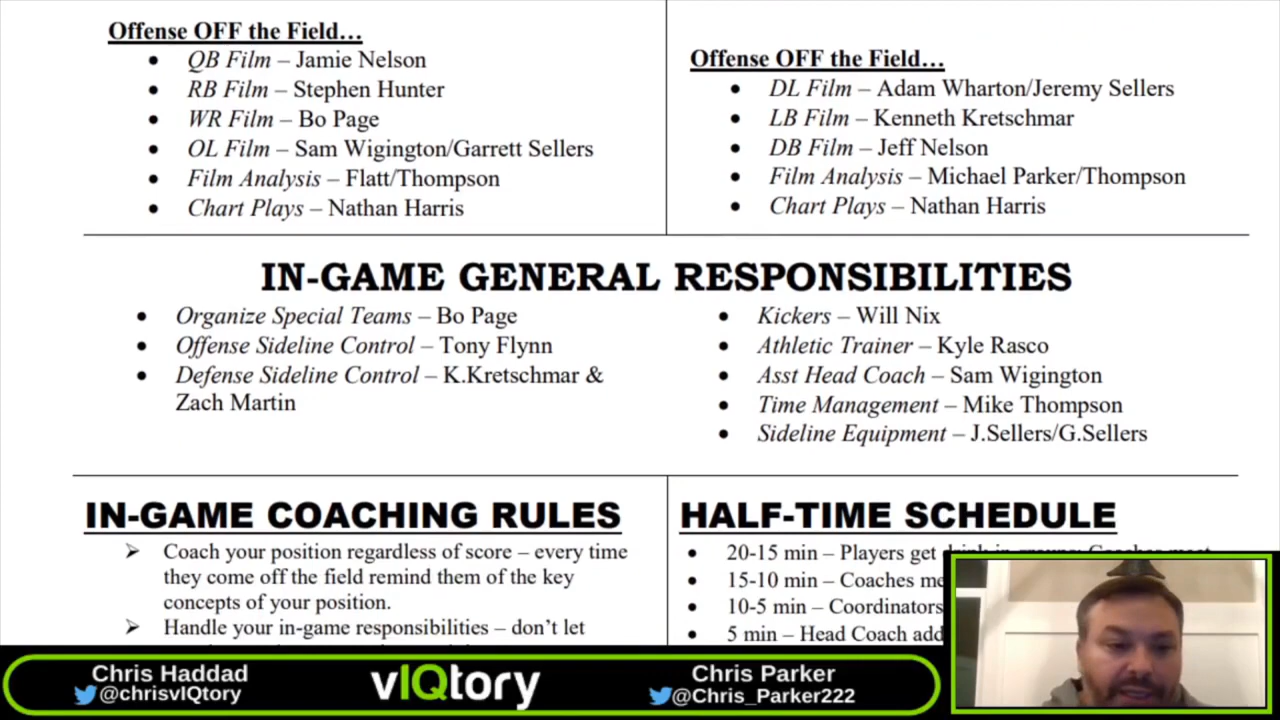 Offense OFF the Field…
• QB Film – Jamie Nelson
• RB Film – Stephen Hunter
• WR Film – Bo Page
• OL Film – Sam Wigington/Garrett Sellers
• Film Analysis – Flatt/Thompson
• Chart Plays – Nathan Harris
Offense OFF the Field…
• DL Film – Adam Wharton/Jeremy Sellers
• LB Film – Kenneth Kretschmar
• DB Film – Jeff Nelson
• Film Analysis – Michael Parker/Thompson
• Chart Plays – Nathan Harris
IN-GAME GENERAL RESPONSIBILITIES
• Organize Special Teams – Bo Page
• Offense Sideline Control – Tony Flynn
• Defense Sideline Control – K.Kretschmar &
Zach Martin
• Kickers – Will Nix
• Athletic Trainer – Kyle Rasco
• Asst Head Coach – Sam Wigington
• Time Management – Mike Thompson
• Sideline Equipment – J.Sellers/G.Sellers
IN-GAME COACHING RULES
➢ Coach your position regardless of score – every time
they come off the field remind them of the key
concepts of your position.
➢ Handle your in-game responsibilities – don’t let
HALF-TIME SCHEDULE
• 20-15 min – Players get
• 15-10 min – Coaches
• 10-5 min – Coordinators
• 5 min – Head Coach
Chris Haddad
@chrisvIQtory
vIQtory
Chris Parker
@Chris_Parker222